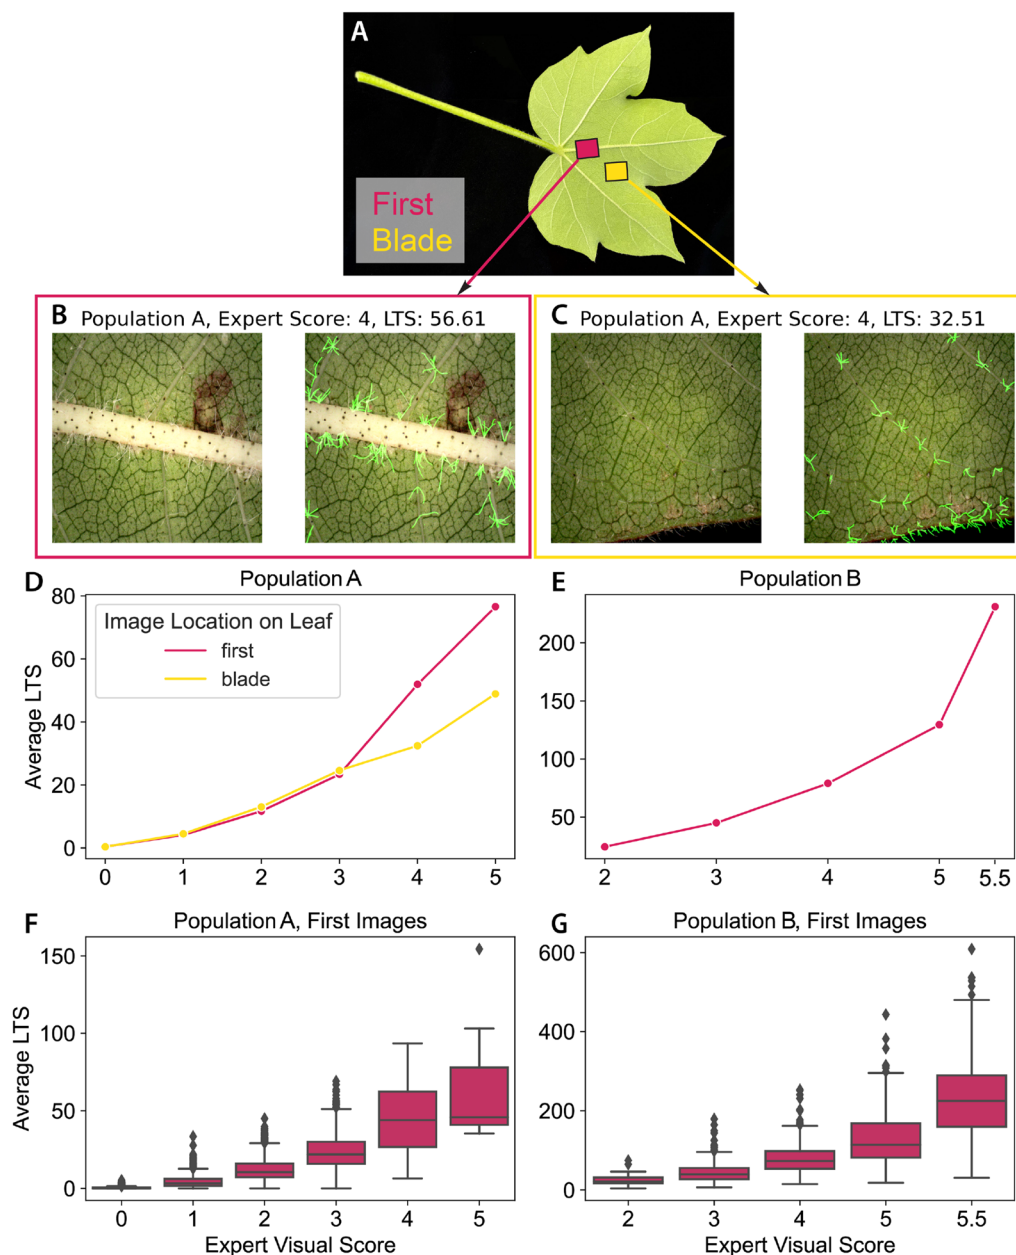 A
First
Blade
B
Population A, Expert Score: 4, LTS: 56.61
C
Population A, Expert Score: 4, LTS: 32.51
D
Population A
80
60
40
20
0
Average LTS
Image Location on Leaf
first
blade
0 1 2 3 4 5
E
Population B
200
150
100
50
2 3 4 5 5.5
F
Population A, First Images
150
100
50
0
Average LTS
0 1 2 3 4 5
Expert Visual Score
G
Population B, First Images
600
400
200
0
2 3 4 5 5.5
Expert Visual Score